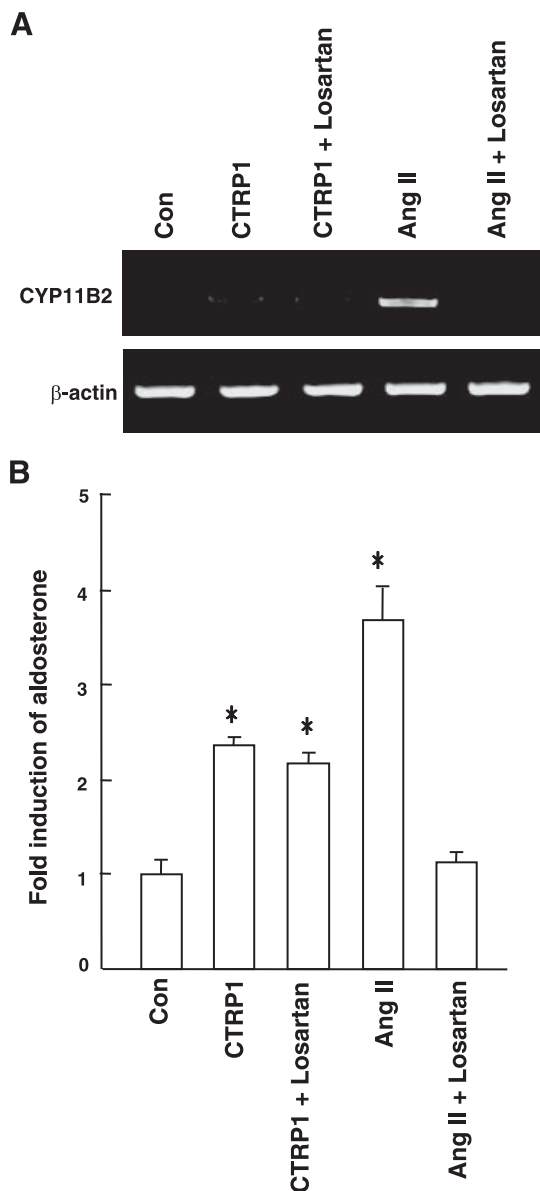 A
Con
CTRP1
CTRP1 + Losartan
Ang II
Ang II + Losartan
CYP11B2
β-actin
B
Fold induction of aldosterone
5
4
3
2
1
0
*
*
*
Con
CTRP1
CTRP1 + Losartan
Ang II
Ang II + Losartan